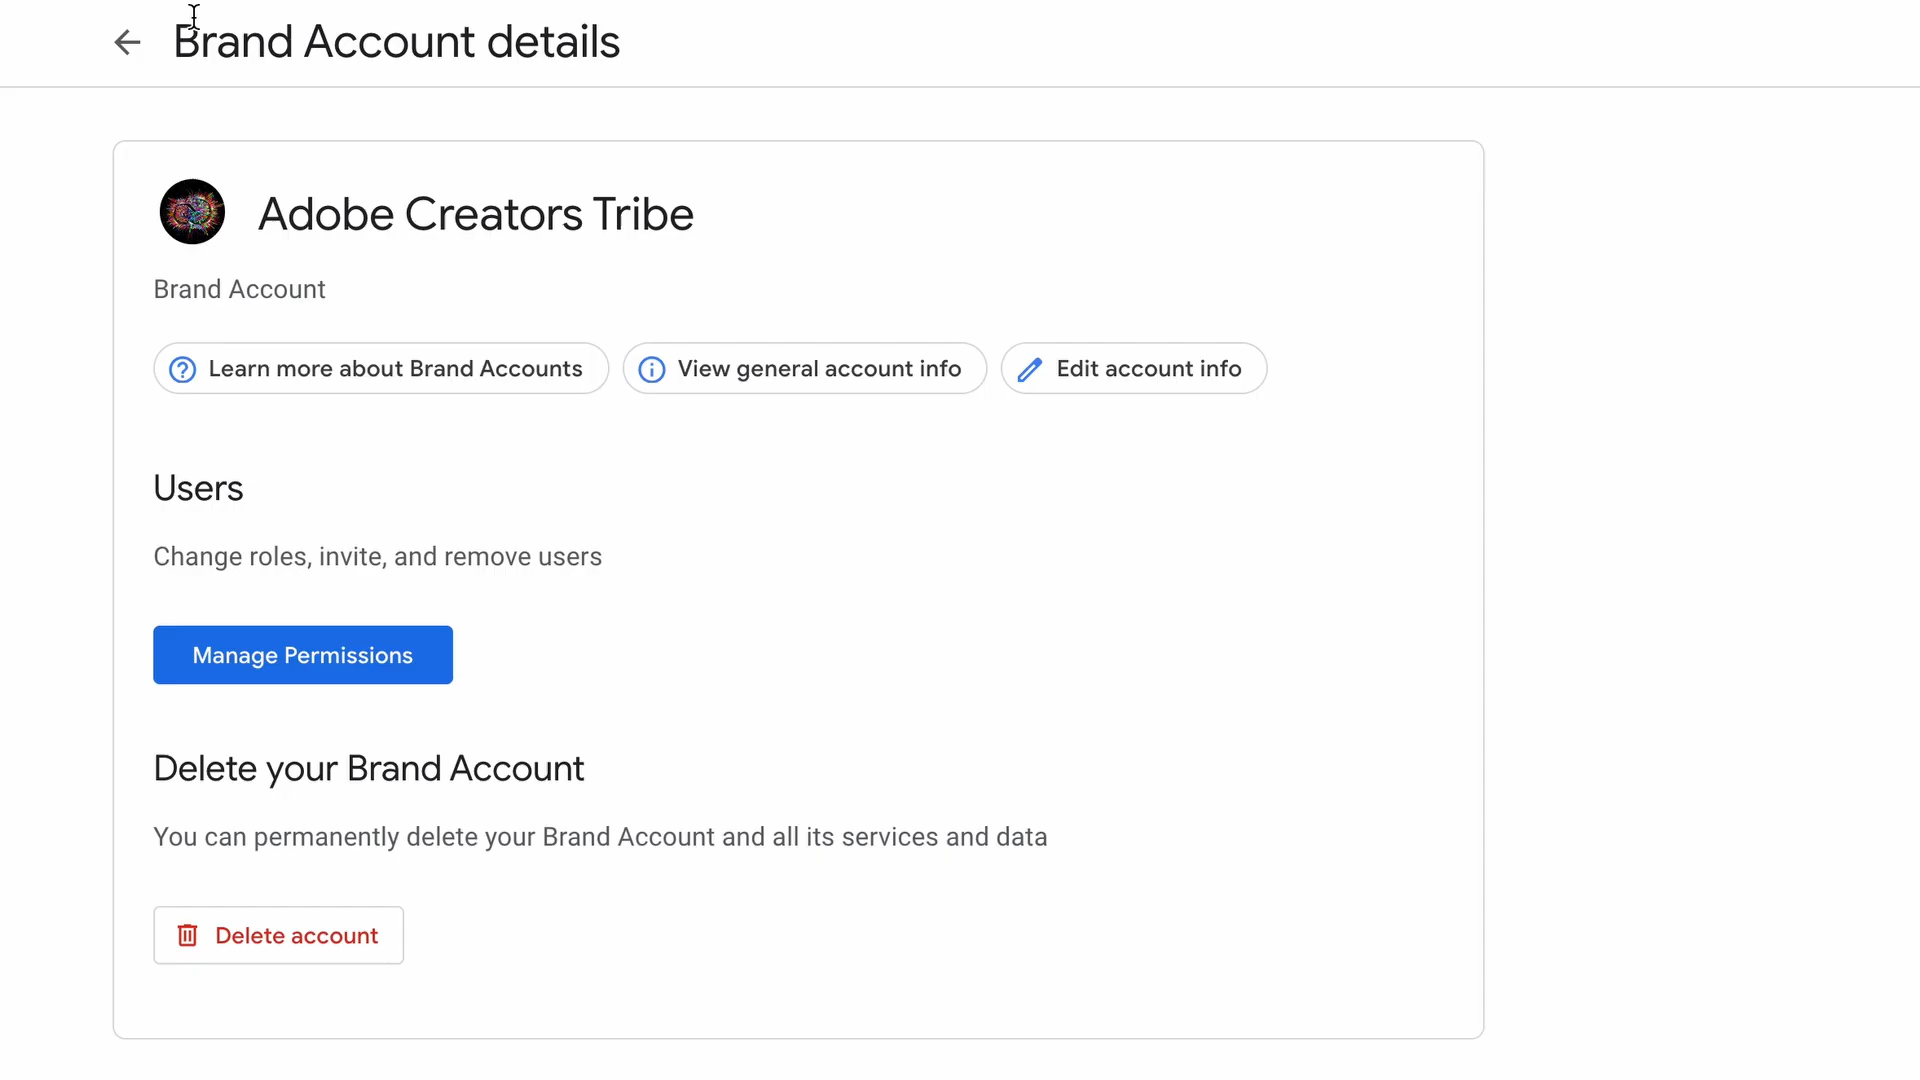 Brand Account details
Adobe Creators Tribe
Brand Account
Learn more about Brand Accounts
View general account info
Edit account info
Users
Change roles, invite, and remove users
Manage Permissions
Delete your Brand Account
You can permanently delete your Brand Account and all its services and data
Delete account